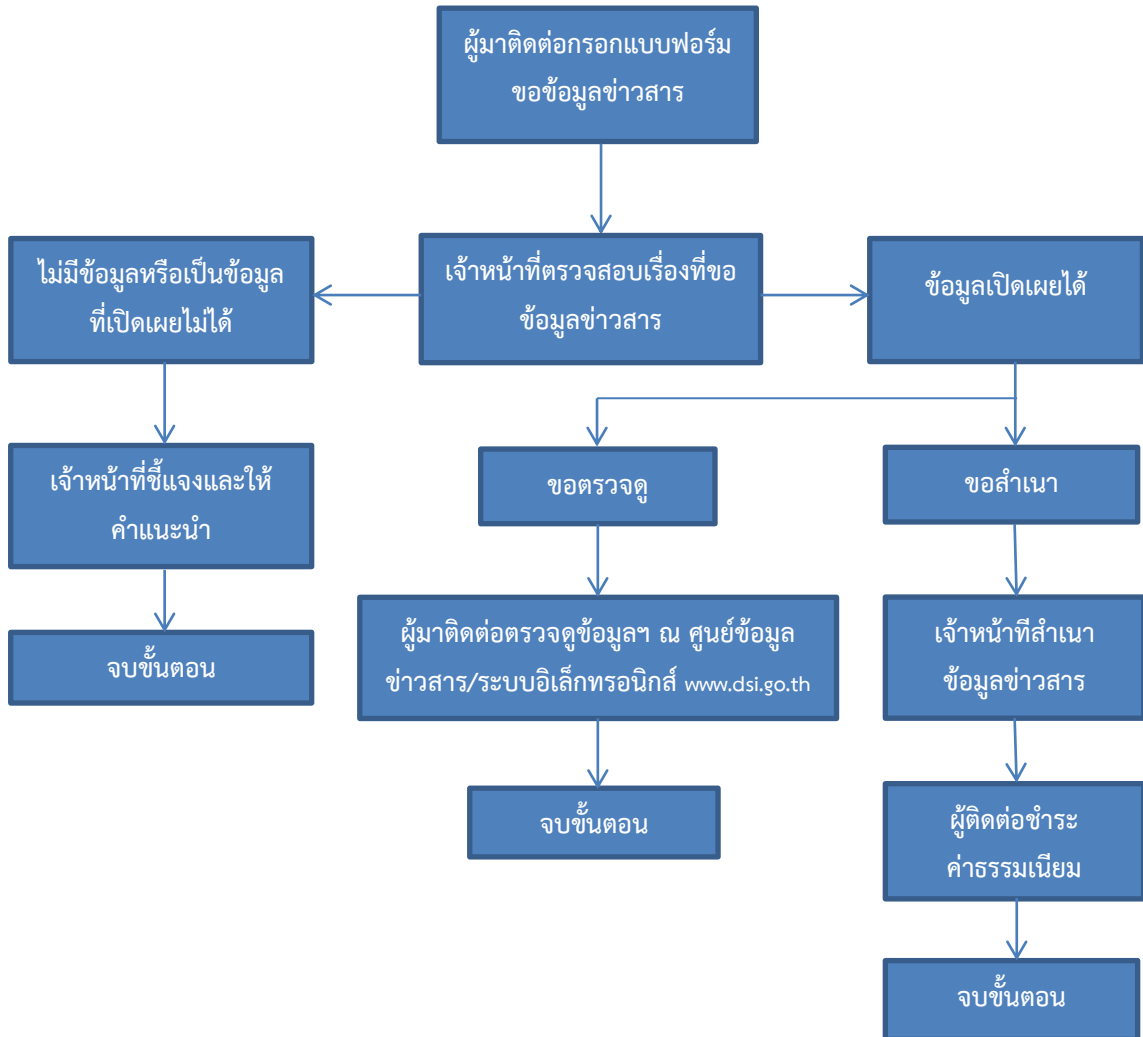 ผู้มาติดต่อกรอกแบบฟอร์ม
ขอข้อมูลข่าวสาร
ไม่มีข้อมูลหรือเป็นข้อมูล
ที่เปิดเผยไม่ได้
เจ้าหน้าที่ตรวจสอบเรื่องที่ขอ
ข้อมูลข่าวสาร
ข้อมูลเปิดเผยได้
เจ้าหน้าที่ชี้แจงและให้
คำแนะนำ
ขอตรวจดู
ขอสำเนา
จบขั้นตอน
ผู้มาติดต่อตรวจดูข้อมูลฯ ณ ศูนย์ข้อมูล
ข่าวสาร/ระบบอิเล็กทรอนิกส์ www.dsi.go.th
เจ้าหน้าทีสำเนา
ข้อมูลข่าวสาร
จบขั้นตอน
ผู้ติดต่อชำระ
ค่าธรรมเนียม
จบขั้นตอน